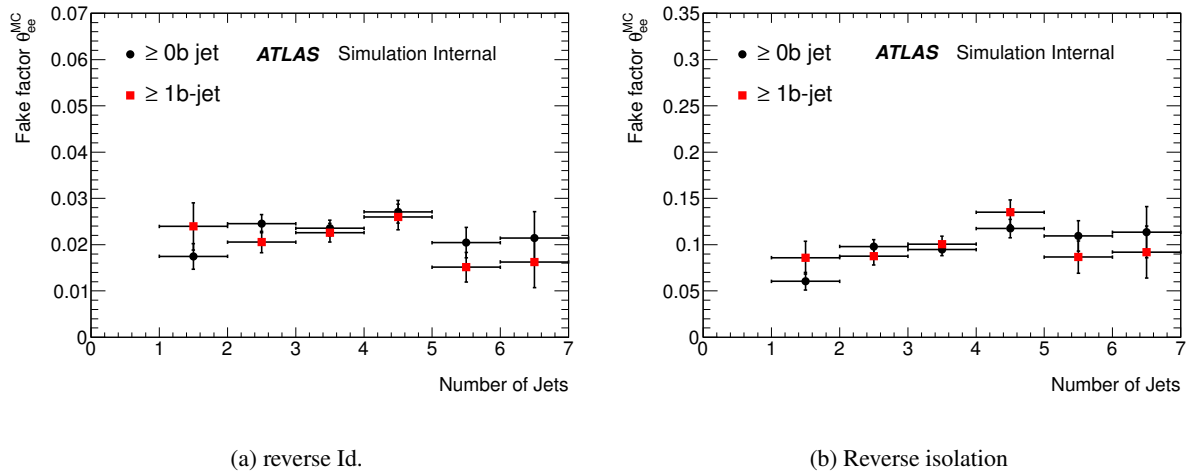 Fake factor θ_ee^MC
0.07
0.06
0.05
0.04
0.03
0.02
0.01
0
≥ 0b jet
ATLAS Simulation Internal
≥ 1b-jet
0 1 2 3 4 5 6 7
Number of Jets
(a) reverse Id.
Fake factor θ_ee^MC
0.35
0.3
0.25
0.2
0.15
0.1
0.05
0
≥ 0b jet
ATLAS Simulation Internal
≥ 1b-jet
0 1 2 3 4 5 6 7
Number of Jets
(b) Reverse isolation